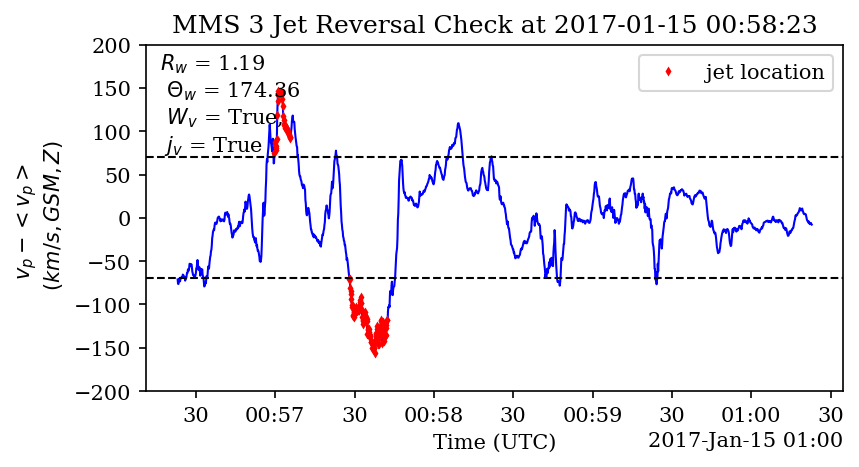 MMS 3 Jet Reversal Check at 2017-01-15 00:58:23
R_w = 1.19
Θ_w = 174.36
W_v = True,
j_v = True
jet location
200
150
100
50
0
−50
−100
−150
−200
v_p − < v_p >
(km/s, GSM, Z)
30 00:57 30 00:58 30 00:59 30 01:00 30
Time (UTC)
2017-Jan-15 01:00